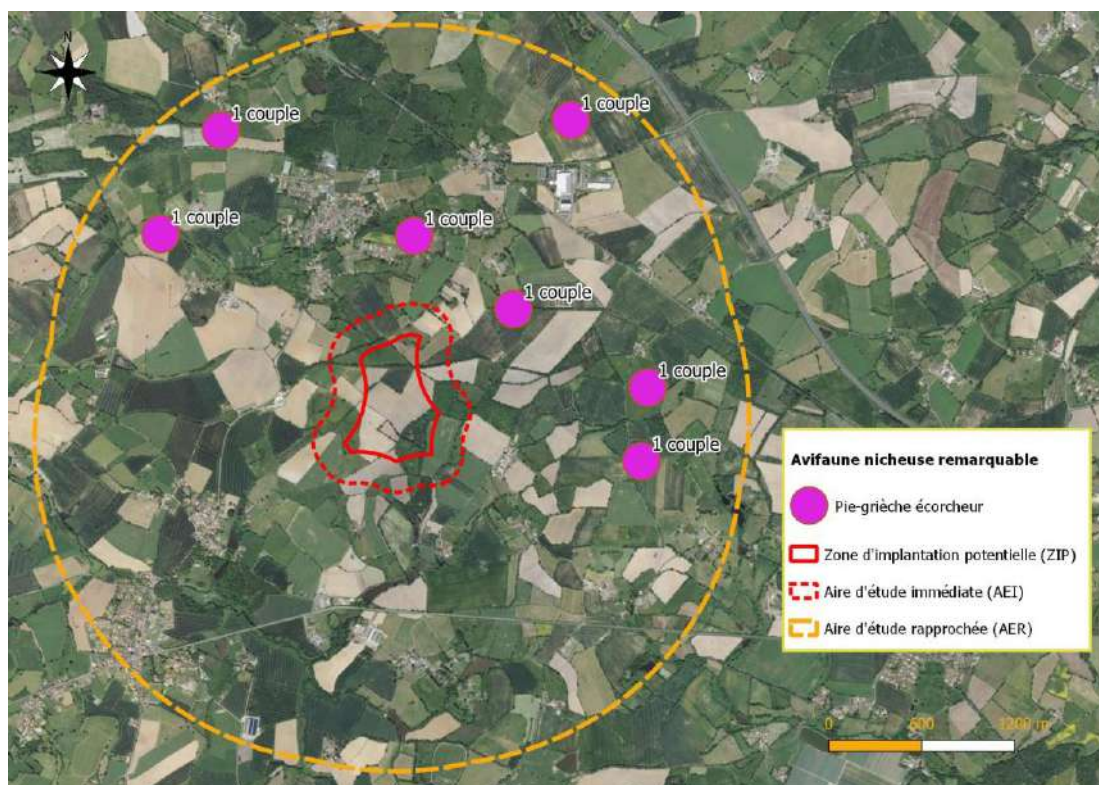 N
1 couple
1 couple
1 couple
1 couple
1 couple
1 couple
1 couple
Avifaune nicheuse remarquable
Pie-grièche écorcheur
Zone d'implantation potentielle (ZIP)
Aire d'étude immédiate (AEI)
Aire d'étude rapprochée (AER)
0 600 1200 m